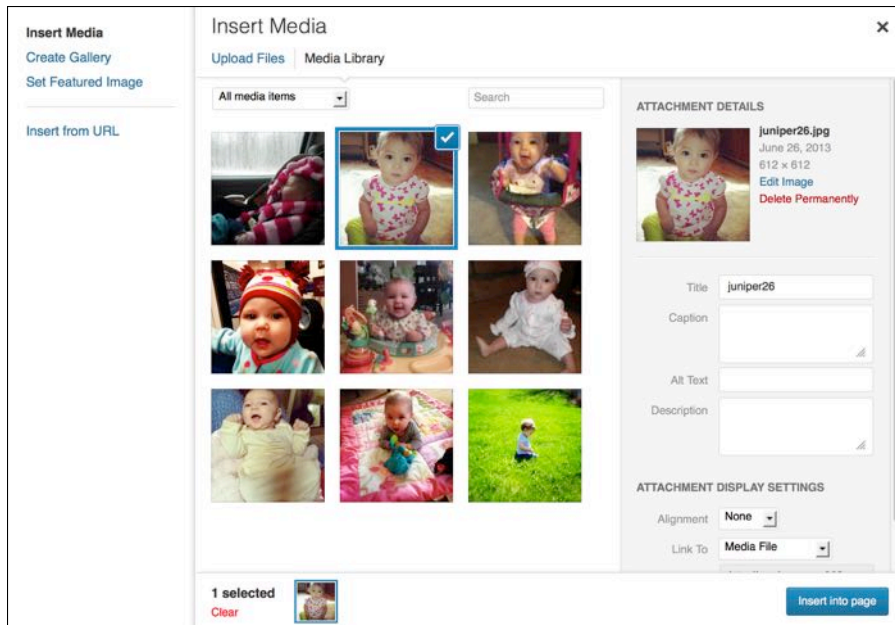 Insert Media
Create Gallery
Set Featured Image
Insert from URL
Insert Media
Upload Files
Media Library
All media items
Search
ATTACHMENT DETAILS
juniper26.jpg
June 26, 2013
612 × 612
Edit Image
Delete Permanently
Title juniper26
Caption
Alt Text
Description
ATTACHMENT DISPLAY SETTINGS
Alignment None
Link To Media File
1 selected
Clear
Insert into page